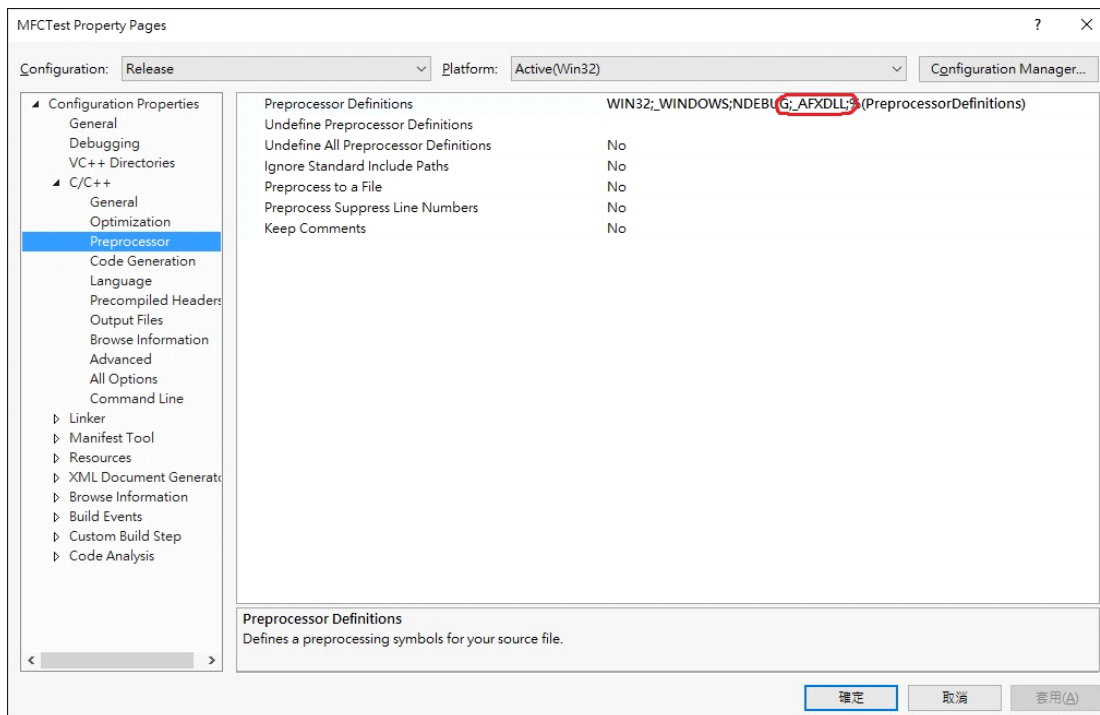 MFCTest Property Pages
?
Configuration: Release Platform: Active(Win32) Configuration Manager...
Configuration Properties
General
Debugging
VC++ Directories
C/C++
General
Optimization
Preprocessor
Code Generation
Language
Precompiled Headers
Output Files
Browse Information
Advanced
All Options
Command Line
Linker
Manifest Tool
Resources
XML Document Generato
Browse Information
Build Events
Custom Build Step
Code Analysis
Preprocessor Definitions WIN32;_WINDOWS;NDEBUG;_AFXDLL;%(PreprocessorDefinitions)
Undefine Preprocessor Definitions
Undefine All Preprocessor Definitions No
Ignore Standard Include Paths No
Preprocess to a File No
Preprocess Suppress Line Numbers No
Keep Comments No
Preprocessor Definitions
Defines a preprocessing symbols for your source file.
確定 取消 套用(A)